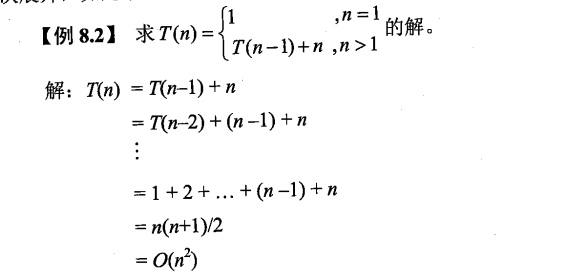 【例 8.2】 求 T(n) = { 1 , n = 1
T(n−1) + n , n > 1 的解。
解：T(n) = T(n−1) + n
= T(n−2) + (n −1) + n
⋮
= 1 + 2 + … + (n −1) + n
= n(n+1)/2
= O(n²)